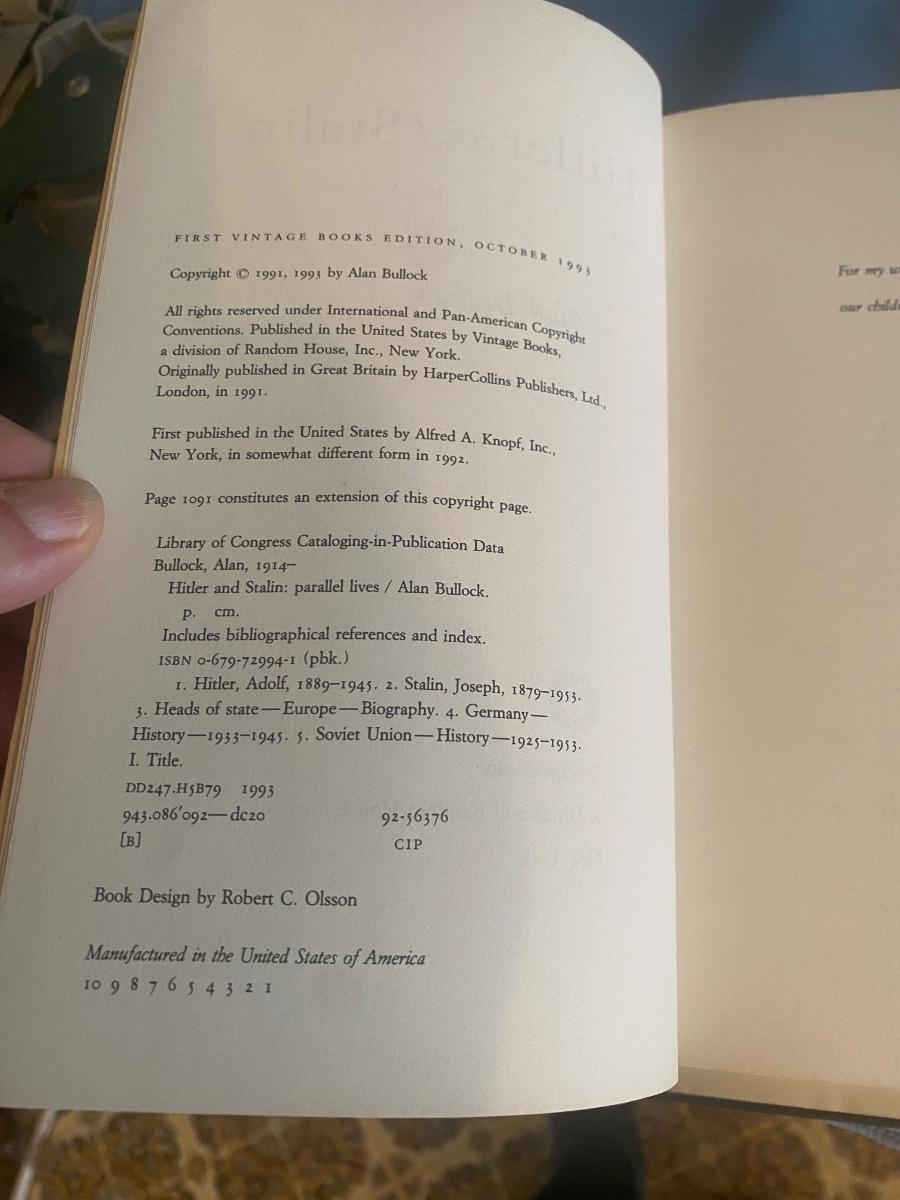 FIRST VINTAGE BOOKS EDITION, OCTOBER 1993
Copyright © 1991, 1993 by Alan Bullock
All rights reserved under International and Pan-American Copyright
Conventions. Published in the United States by Vintage Books,
a division of Random House, Inc., New York.
Originally published in Great Britain by HarperCollins Publishers, Ltd.,
London, in 1991.
First published in the United States by Alfred A. Knopf, Inc.,
New York, in somewhat different form in 1992.
Page 1091 constitutes an extension of this copyright page.
Library of Congress Cataloging-in-Publication Data
Bullock, Alan, 1914–
Hitler and Stalin: parallel lives / Alan Bullock.
p. cm.
Includes bibliographical references and index.
ISBN 0-679-72994-1 (pbk.)
1. Hitler, Adolf, 1889–1945. 2. Stalin, Joseph, 1879–1953.
3. Heads of state—Europe—Biography. 4. Germany—
History—1933–1945. 5. Soviet Union—History—1925–1953.
I. Title.
DD247.H5B79 1993
943.086'092—dc20 92-56376
[B] CIP
Book Design by Robert C. Olsson
Manufactured in the United States of America
10 9 8 7 6 5 4 3 2 1
For my
our